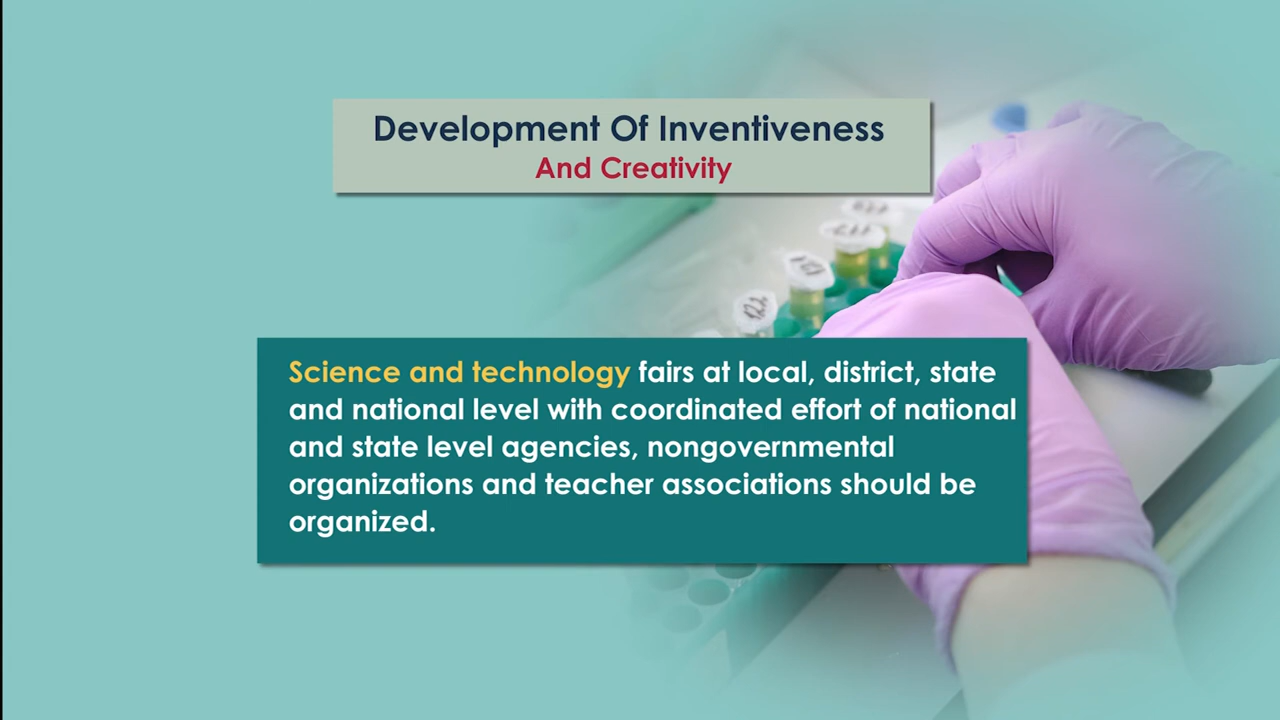 Development Of Inventiveness
And Creativity
Science and technology fairs at local, district, state
and national level with coordinated effort of national
and state level agencies, nongovernmental
organizations and teacher associations should be
organized.